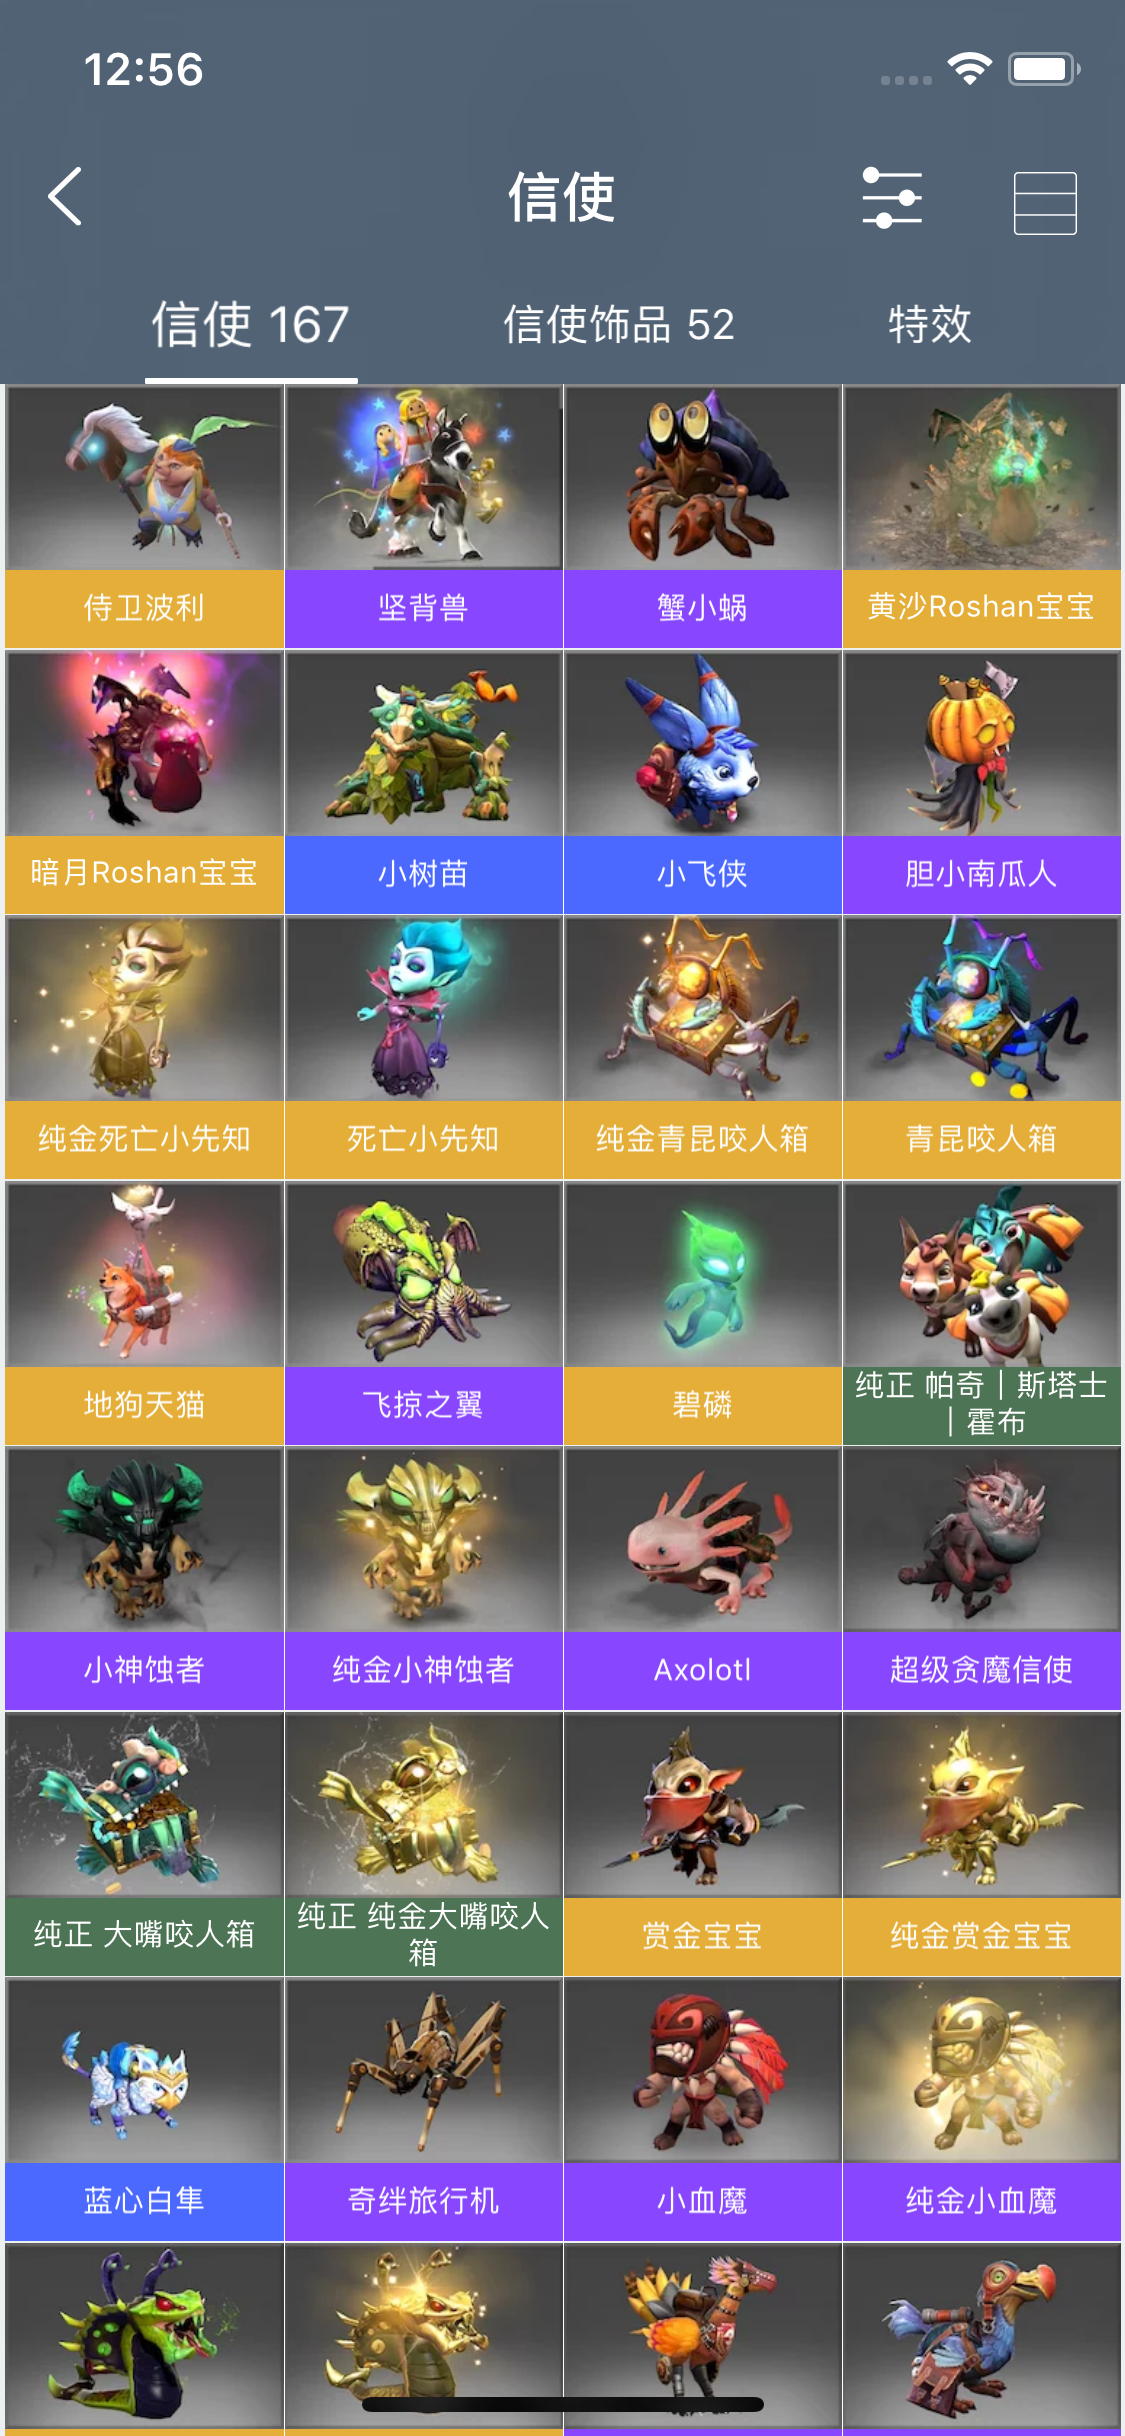 12:56
信使
信使 167
信使饰品 52
特效
侍卫波利
坚背兽
蟹小蜗
黄沙Roshan宝宝
暗月Roshan宝宝
小树苗
小飞侠
胆小南瓜人
纯金死亡小先知
死亡小先知
纯金青昆咬人箱
青昆咬人箱
地狗天猫
飞掠之翼
碧磷
纯正 帕奇｜斯塔士
｜霍布
小神蚀者
纯金小神蚀者
Axolotl
超级贪魔信使
纯正 大嘴咬人箱
纯正 纯金大嘴咬人
箱
赏金宝宝
纯金赏金宝宝
蓝心白隼
奇绊旅行机
小血魔
纯金小血魔